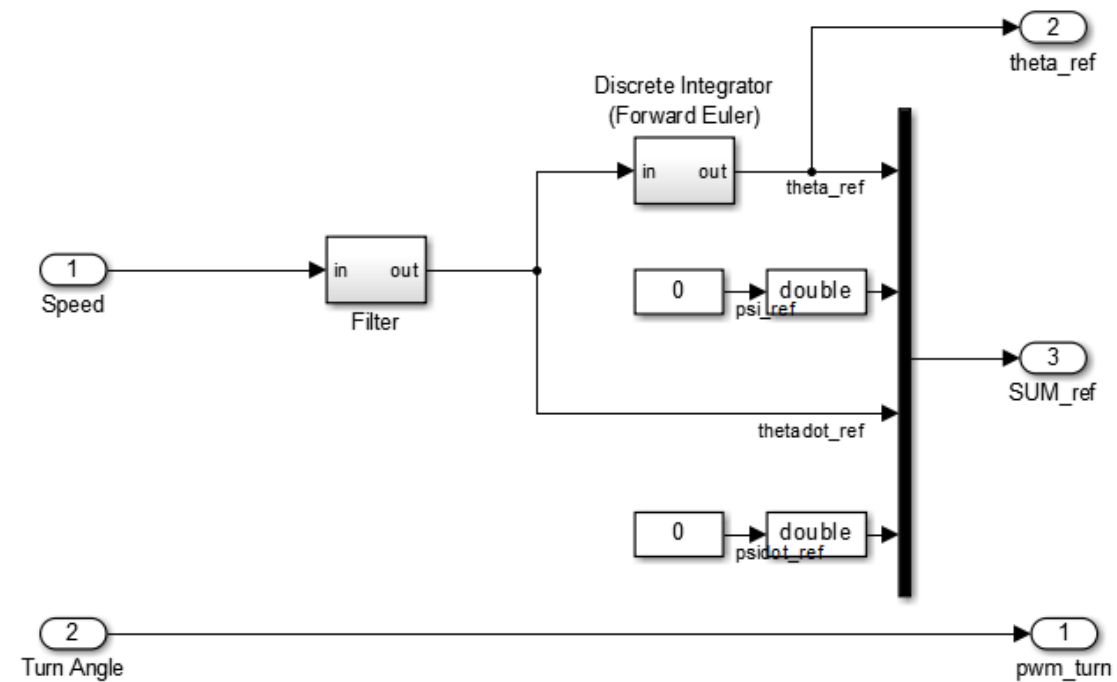 2
theta_ref
Discrete Integrator
(Forward Euler)
in out
theta_ref
1
Speed
in out
Filter
0
double
psi_ref
3
SUM_ref
thetadot_ref
0
double
psidot_ref
2
Turn Angle
1
pwm_turn